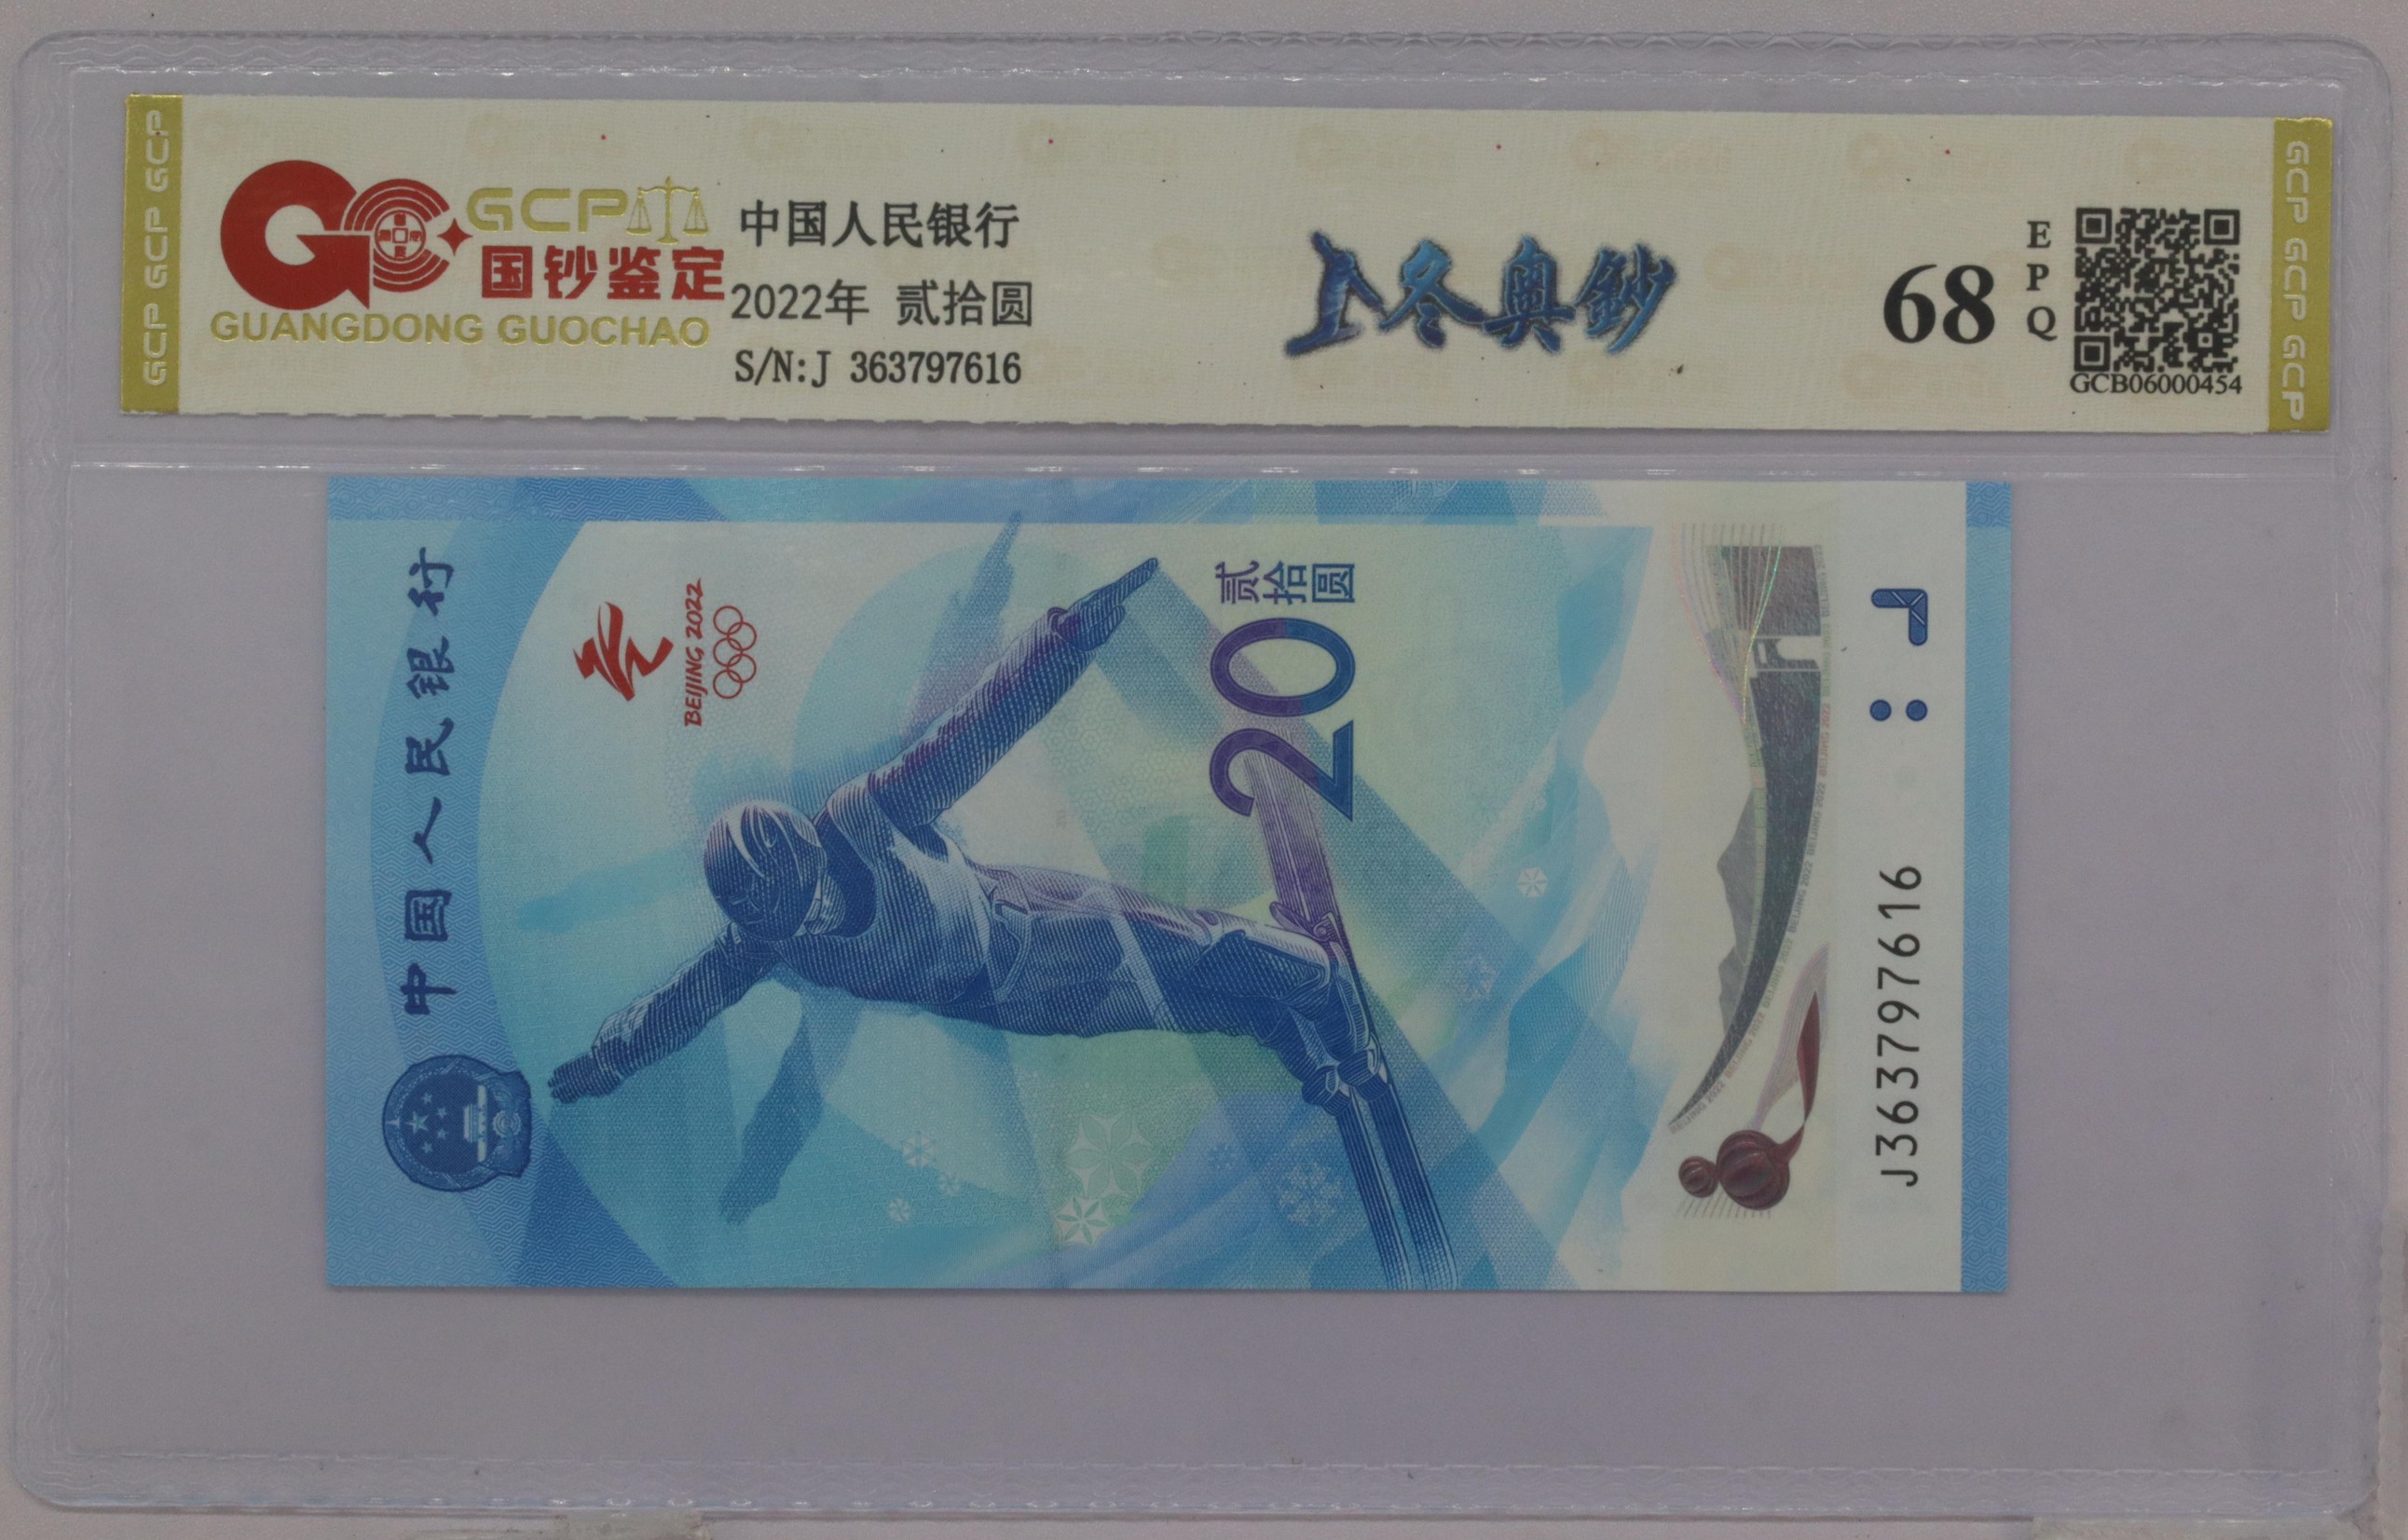 GCP GCP GCP
GCP
国钞鉴定
GUANGDONG GUOCHAO
中国人民银行
2022年 贰拾圆
S/N:J 363797616
冬奥鈔
68
EPQ
GCB06000454
GCP GCP GCP
中国人民银行
BEIJING 2022
贰拾圆
20
J363797616